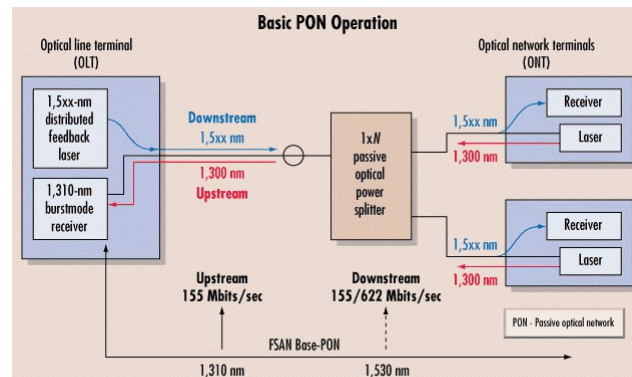 Basic PON Operation
Optical line terminal
(OLT)
1,5xx-nm
distributed
feedback
laser
1,310-nm
burstmode
receiver
Downstream
1,5xx nm
1,300 nm
Upstream
1xN
passive
optical
power
splitter
Optical network terminals
(ONT)
Receiver
Laser
1,5xx nm
1,300 nm
Receiver
Laser
1,5xx nm
1,300 nm
Upstream
155 Mbits/sec
Downstream
155/622 Mbits/sec
PON - Passive optical network
FSAN Base-PON
1,310 nm
1,530 nm